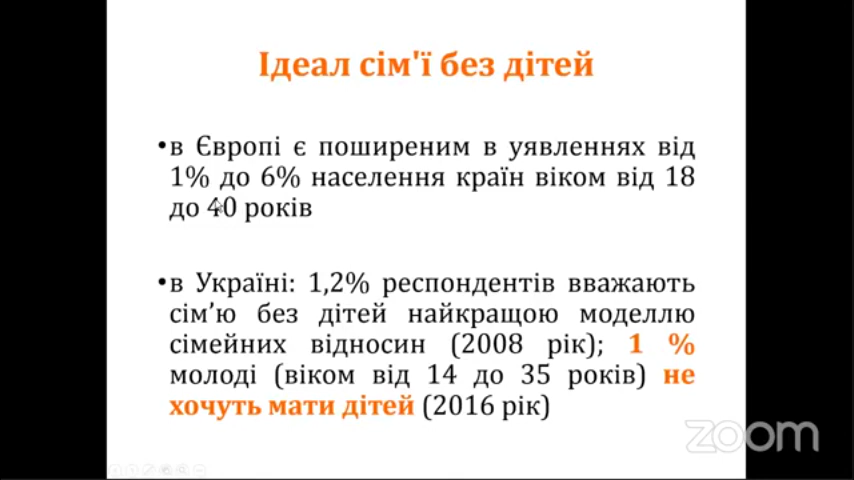 Ідеал сім'ї без дітей
•в Європі є поширеним в уявленнях від
1% до 6% населення країн віком від 18
до 40 років
•в Україні: 1,2% респондентів вважають
сім’ю без дітей найкращою моделлю
сімейних відносин (2008 рік); 1 %
молоді (віком від 14 до 35 років) не
хочуть мати дітей (2016 рік)
zoom